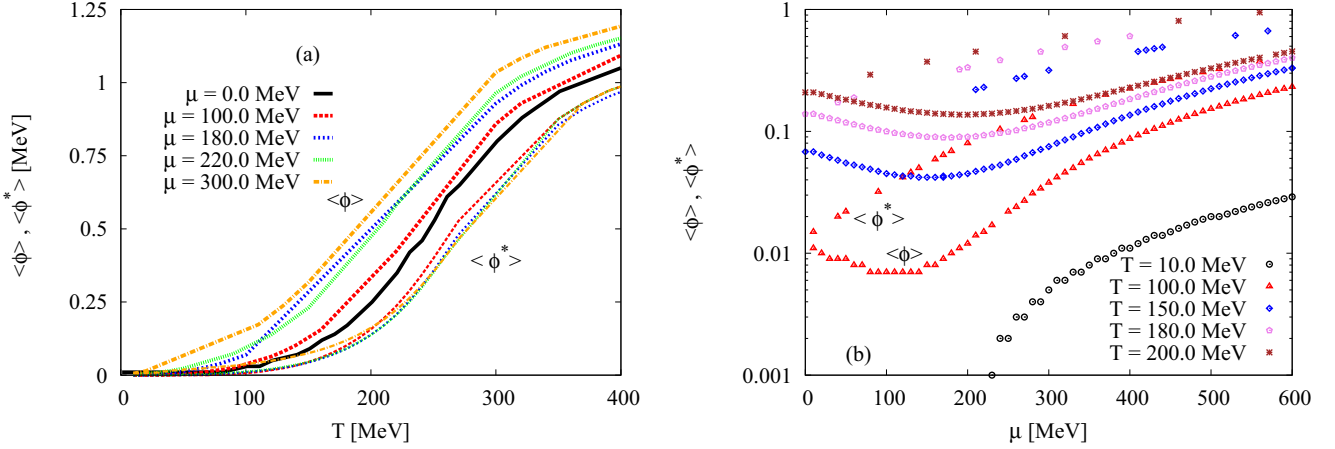 1.25
1
0.75
0.5
0.25
0
0 100 200 300 400
T [MeV]
<ϕ> , <ϕ*> [MeV]
(a)
μ = 0.0 MeV
μ = 100.0 MeV
μ = 180.0 MeV
μ = 220.0 MeV
μ = 300.0 MeV
<ϕ>
< ϕ* >
1
0.1
0.01
0.001
0 100 200 300 400 500 600
μ [MeV]
<ϕ> , <ϕ* >
< ϕ* >
<ϕ>
T = 10.0 MeV
T = 100.0 MeV
T = 150.0 MeV
T = 180.0 MeV
T = 200.0 MeV
(b)